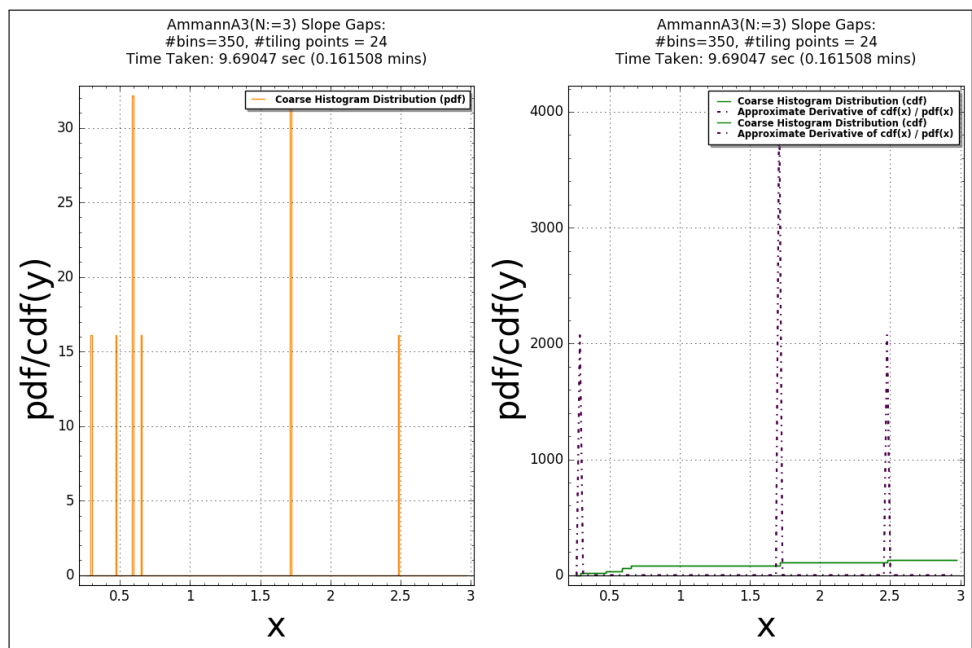 AmmannA3(N:=3) Slope Gaps:
#bins=350, #tiling points = 24
Time Taken: 9.69047 sec (0.161508 mins)
Coarse Histogram Distribution (pdf)
30
25
20
15
10
5
0
0.5
1
1.5
2
2.5
3
pdf/cdf(y)
x
AmmannA3(N:=3) Slope Gaps:
#bins=350, #tiling points = 24
Time Taken: 9.69047 sec (0.161508 mins)
Coarse Histogram Distribution (cdf)
Approximate Derivative of cdf(x) / pdf(x)
Coarse Histogram Distribution (cdf)
Approximate Derivative of cdf(x) / pdf(x)
4000
3000
2000
1000
0
0.5
1
1.5
2
2.5
3
pdf/cdf(y)
x